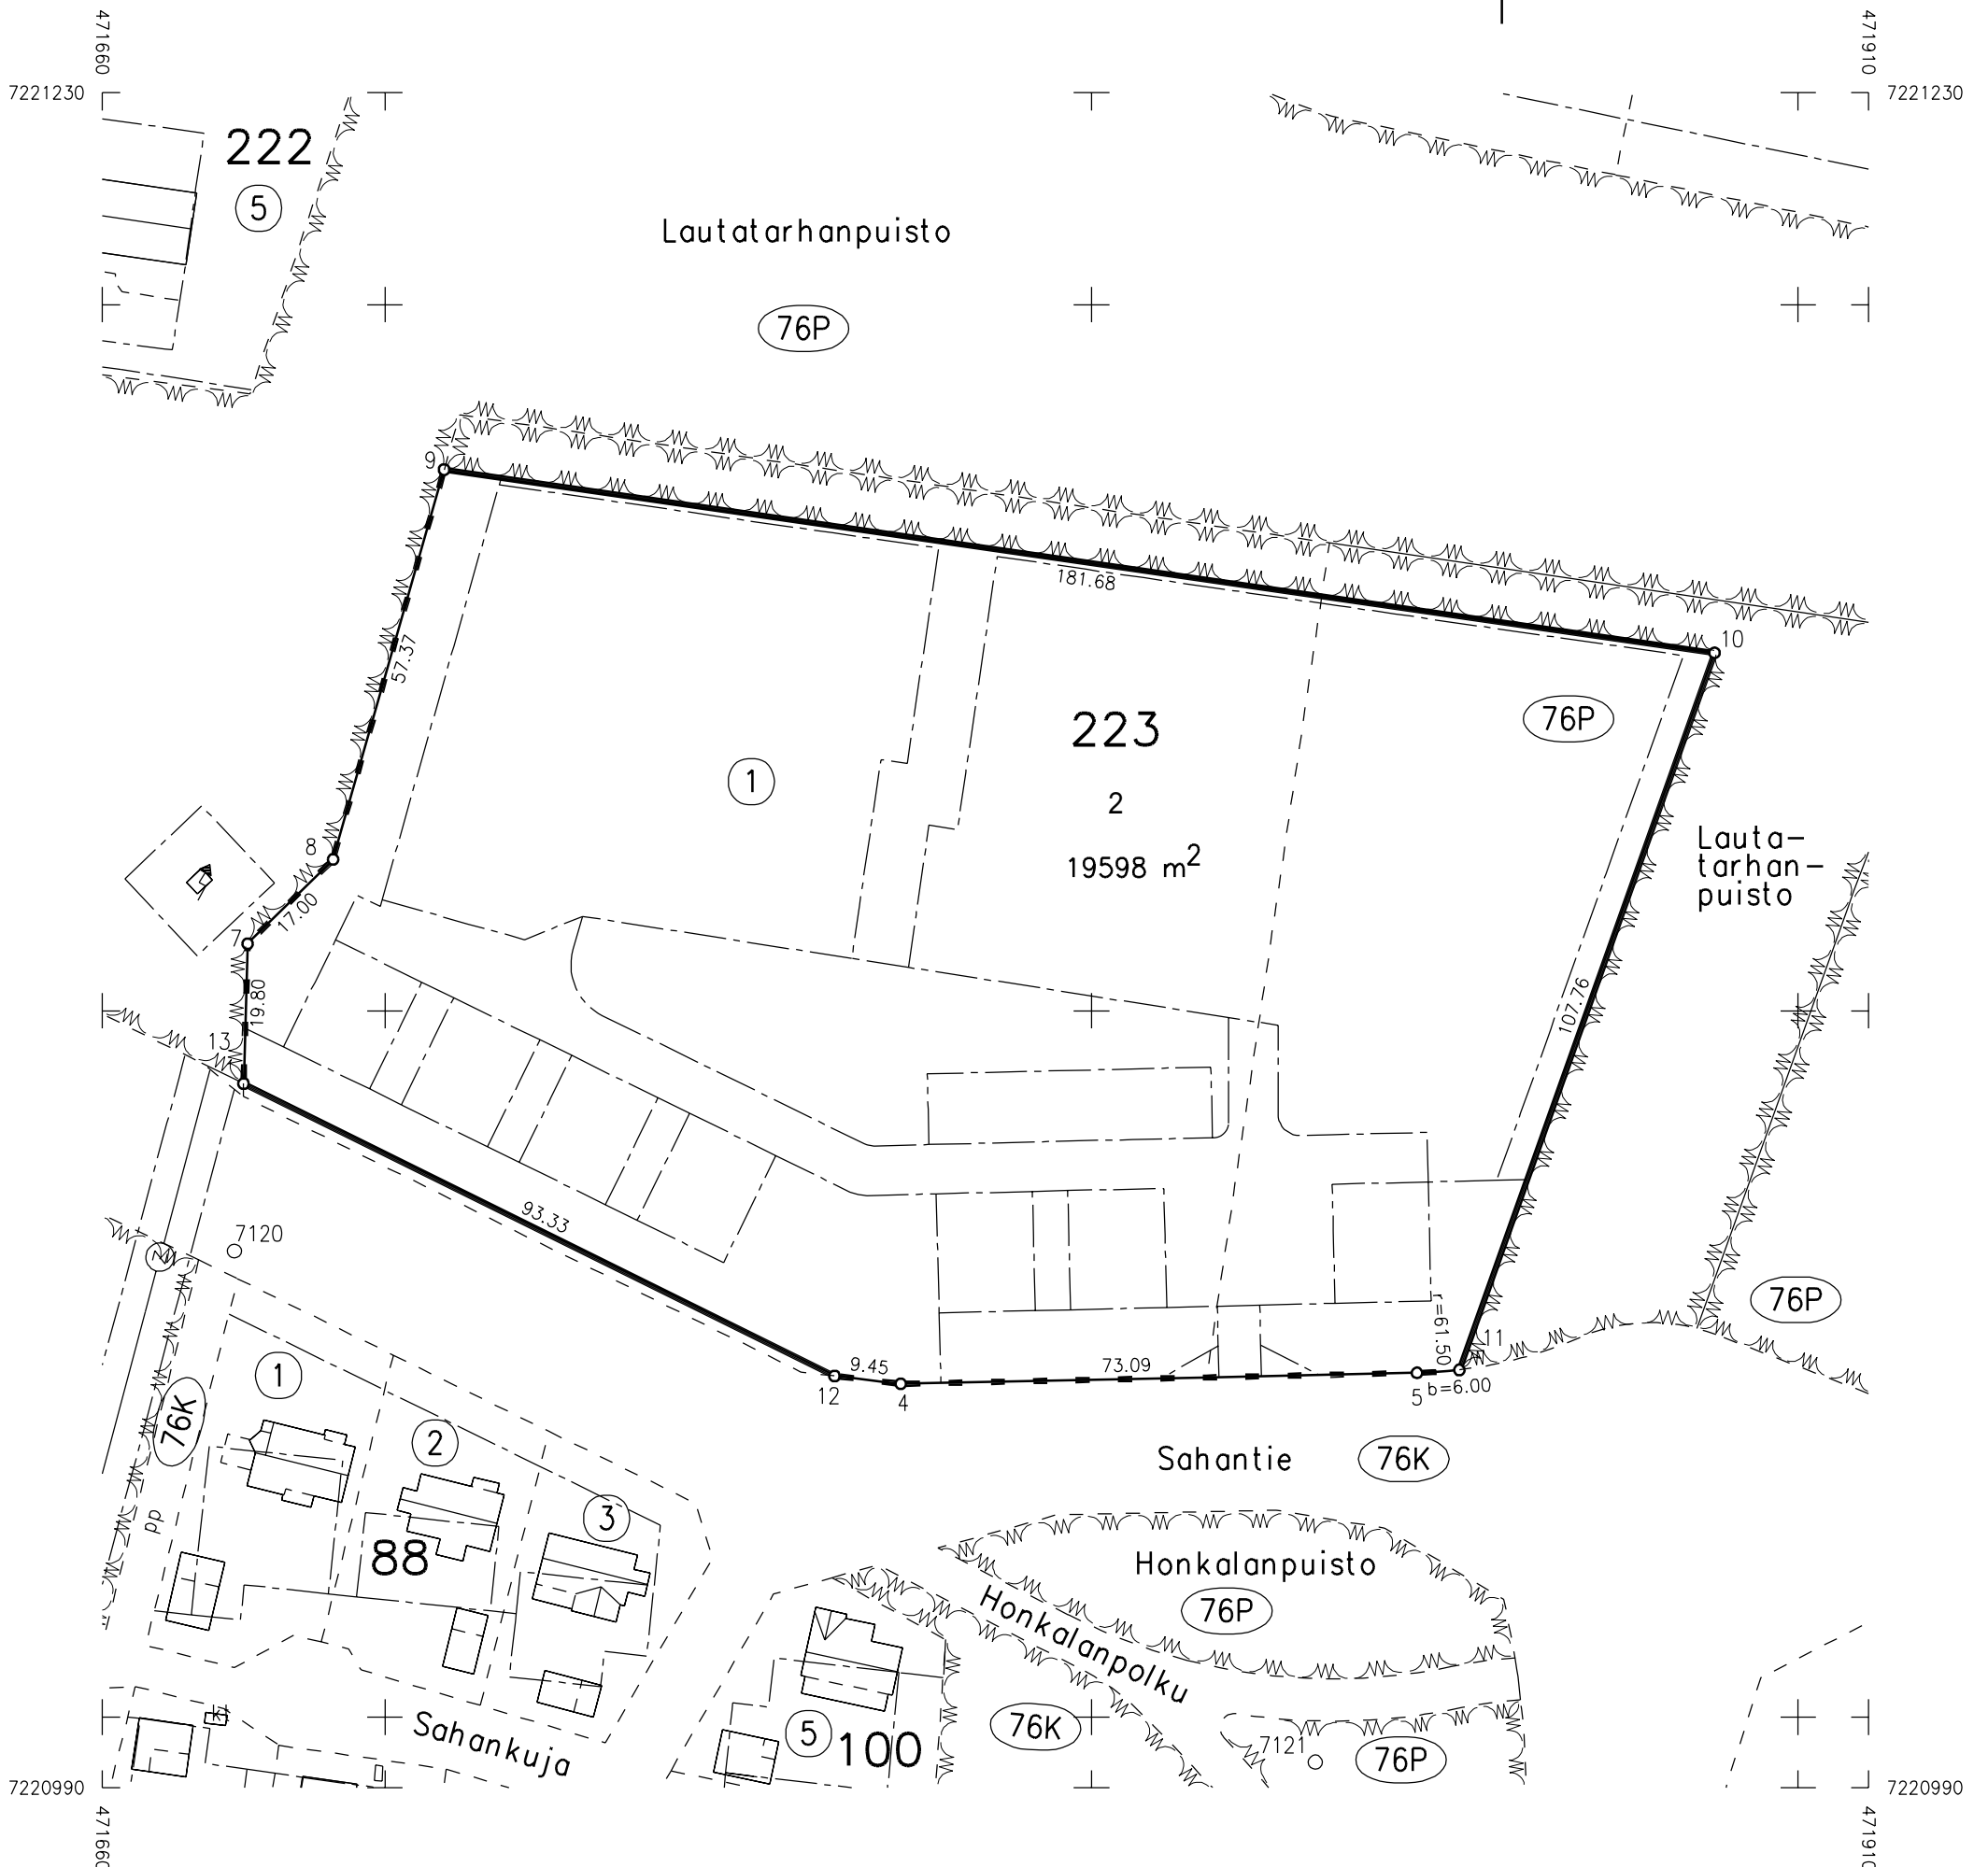 471660
471910
7221230
7221230
222
5
Lautatarhanpuisto
76P
9
181.68
10
57.37
223
76P
1
2
19598 m²
8
Lauta-
tarhan-
puisto
17.00
7
19.80
107.76
13
93.33
7120
76P
r=61.50
11
9.45
73.09
12
4
5
b=6.00
1
76K
2
Sahantie
76K
3
pp
88
Honkalanpuisto
76P
Honkalanpolku
Sahankuja
5
100
76K
7121
76P
7220990
7220990
471660
471910